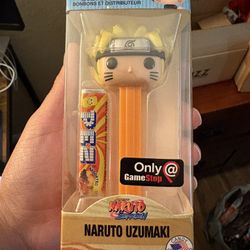 BONBONS ET DISTRIBUTEUR
PEZ
Only @
GameStop
NARUTO
NARUTO UZUMAKI